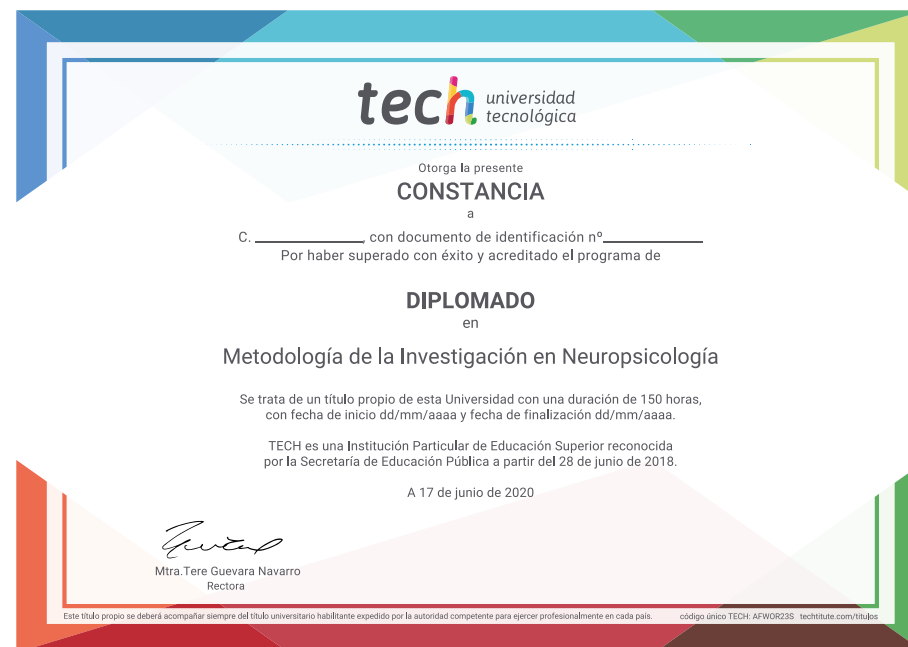 tech universidad
tecnológica
Otorga la presente
CONSTANCIA
a
C. ____________, con documento de identificación nº___________
Por haber superado con éxito y acreditado el programa de
DIPLOMADO
en
Metodología de la Investigación en Neuropsicología
Se trata de un título propio de esta Universidad con una duración de 150 horas,
con fecha de inicio dd/mm/aaaa y fecha de finalización dd/mm/aaaa.
TECH es una Institución Particular de Educación Superior reconocida
por la Secretaría de Educación Pública a partir del 28 de junio de 2018.
A 17 de junio de 2020
Mtra.Tere Guevara Navarro
Rectora
Este título propio se deberá acompañar siempre del título universitario habilitante expedido por la autoridad competente para ejercer profesionalmente en cada país. código único TECH: AFWOR23S techtitute.com/titulos